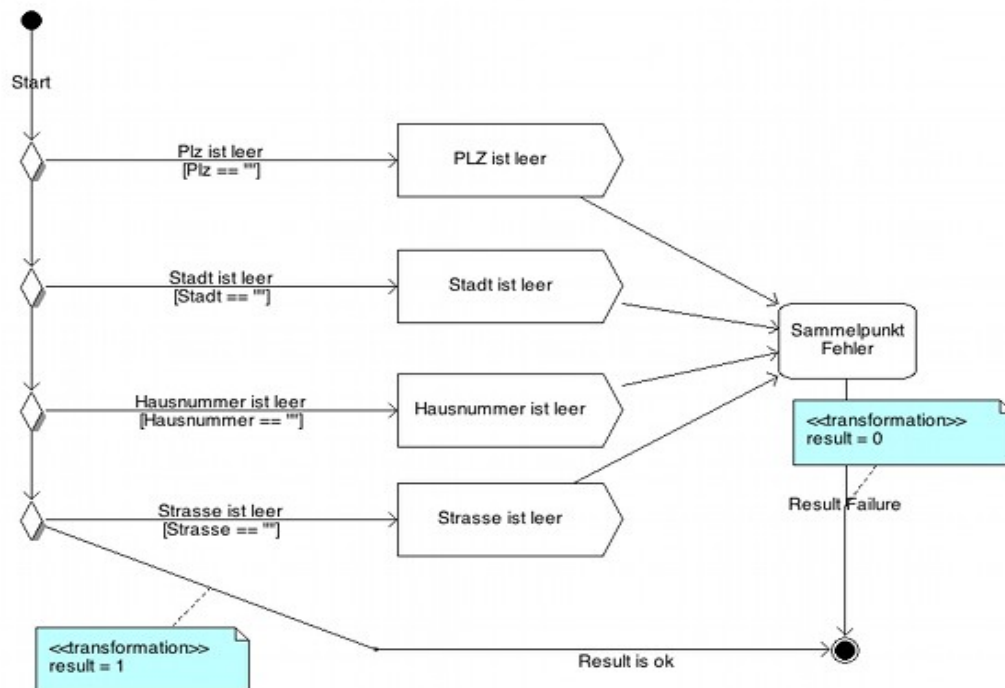 Start
Plz ist leer
[Plz == ""]
PLZ ist leer
Stadt ist leer
[Stadt == ""]
Stadt ist leer
Sammelpunkt
Fehler
Hausnummer ist leer
[Hausnummer == ""]
Hausnummer ist leer
<<transformation>>
result = 0
Strasse ist leer
[Strasse == ""]
Strasse ist leer
Result Failure
<<transformation>>
result = 1
Result is ok